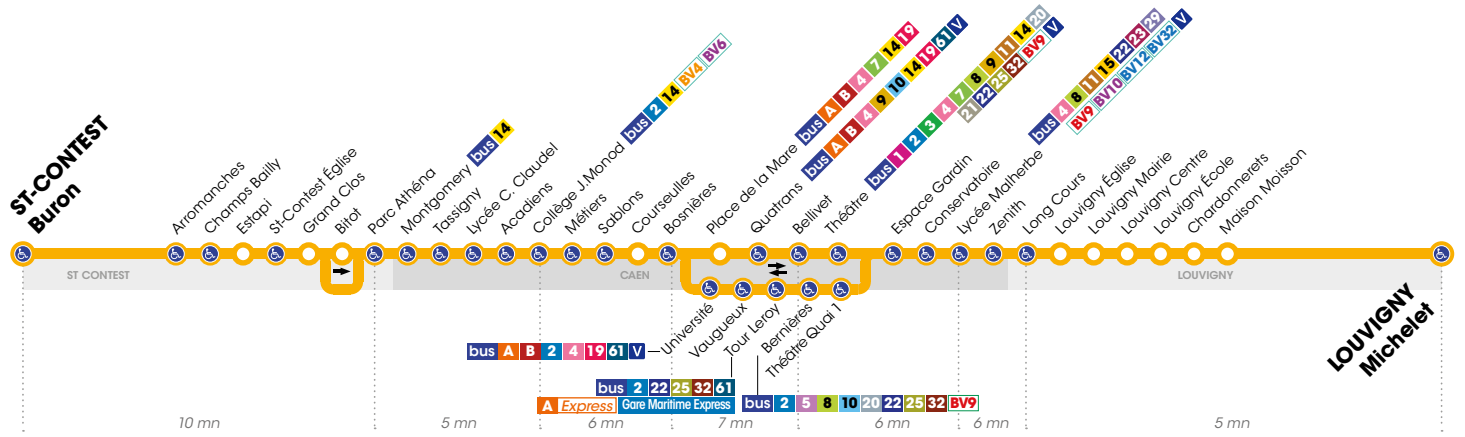 ST-CONTEST
Buron
Arromanches
Champs Bailly
Estapi
St-Contest Église
Grand Clos
Bitot
Parc Athéna
Montgomery bus 14
Tassigny
Lycée C. Claudel
Acadiens
Collège J.Monod bus 2 14 BV4 BV6
Métiers
Sablons
Courseulles
Bosnières
Place de la Mare bus A B 4 7 14 19
Quatrans bus A B 4 9 10 14 19 61 V
Bellivet
Théâtre bus 1 2 3 4 7 8 9 11 14 20
21 22 25 32 BV9 V
Espace Gardin
Conservatoire
Lycée Malherbe bus 4 8 11 15 22 23 29
BV9 BV10 BV12 BV32 V
Zenith
Long Cours
Louvigny Église
Louvigny Mairie
Louvigny Centre
Louvigny École
Chardonnerets
Maison Moisson
LOUVIGNY
Michelet
ST CONTEST
CAEN
LOUVIGNY
Université
Vaugueux
Tour Leroy
Bernières
Théâtre Quai 1
bus A B 2 4 19 61 V
bus 2 22 25 32 61
A Express Gare Maritime Express
bus 2 5 8 10 20 22 25 32 BV9
10 mn
5 mn
6 mn
7 mn
6 mn
6 mn
5 mn